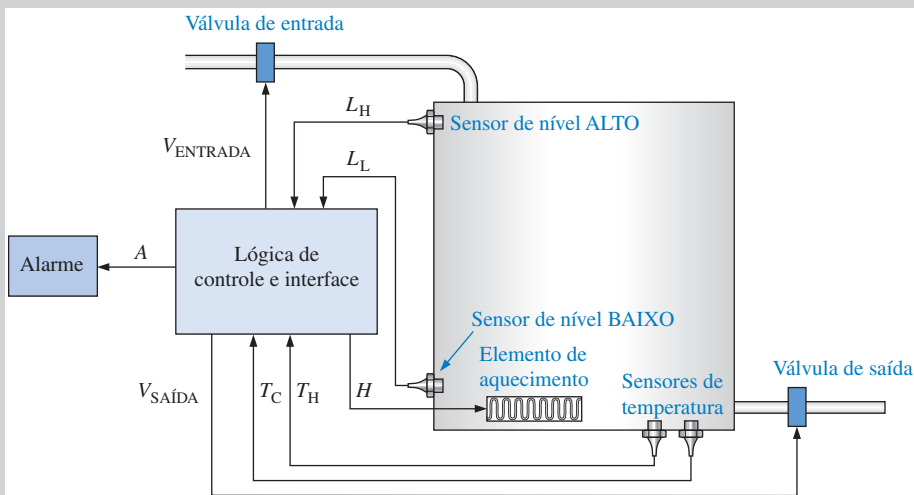 Válvula de entrada
L_H
Sensor de nível ALTO
V_ENTRADA
L_L
Alarme
A
Lógica de
controle e interface
Sensor de nível BAIXO
Elemento de
aquecimento
Válvula de saída
Sensores de
temperatura
V_SAÍDA
T_C
T_H
H